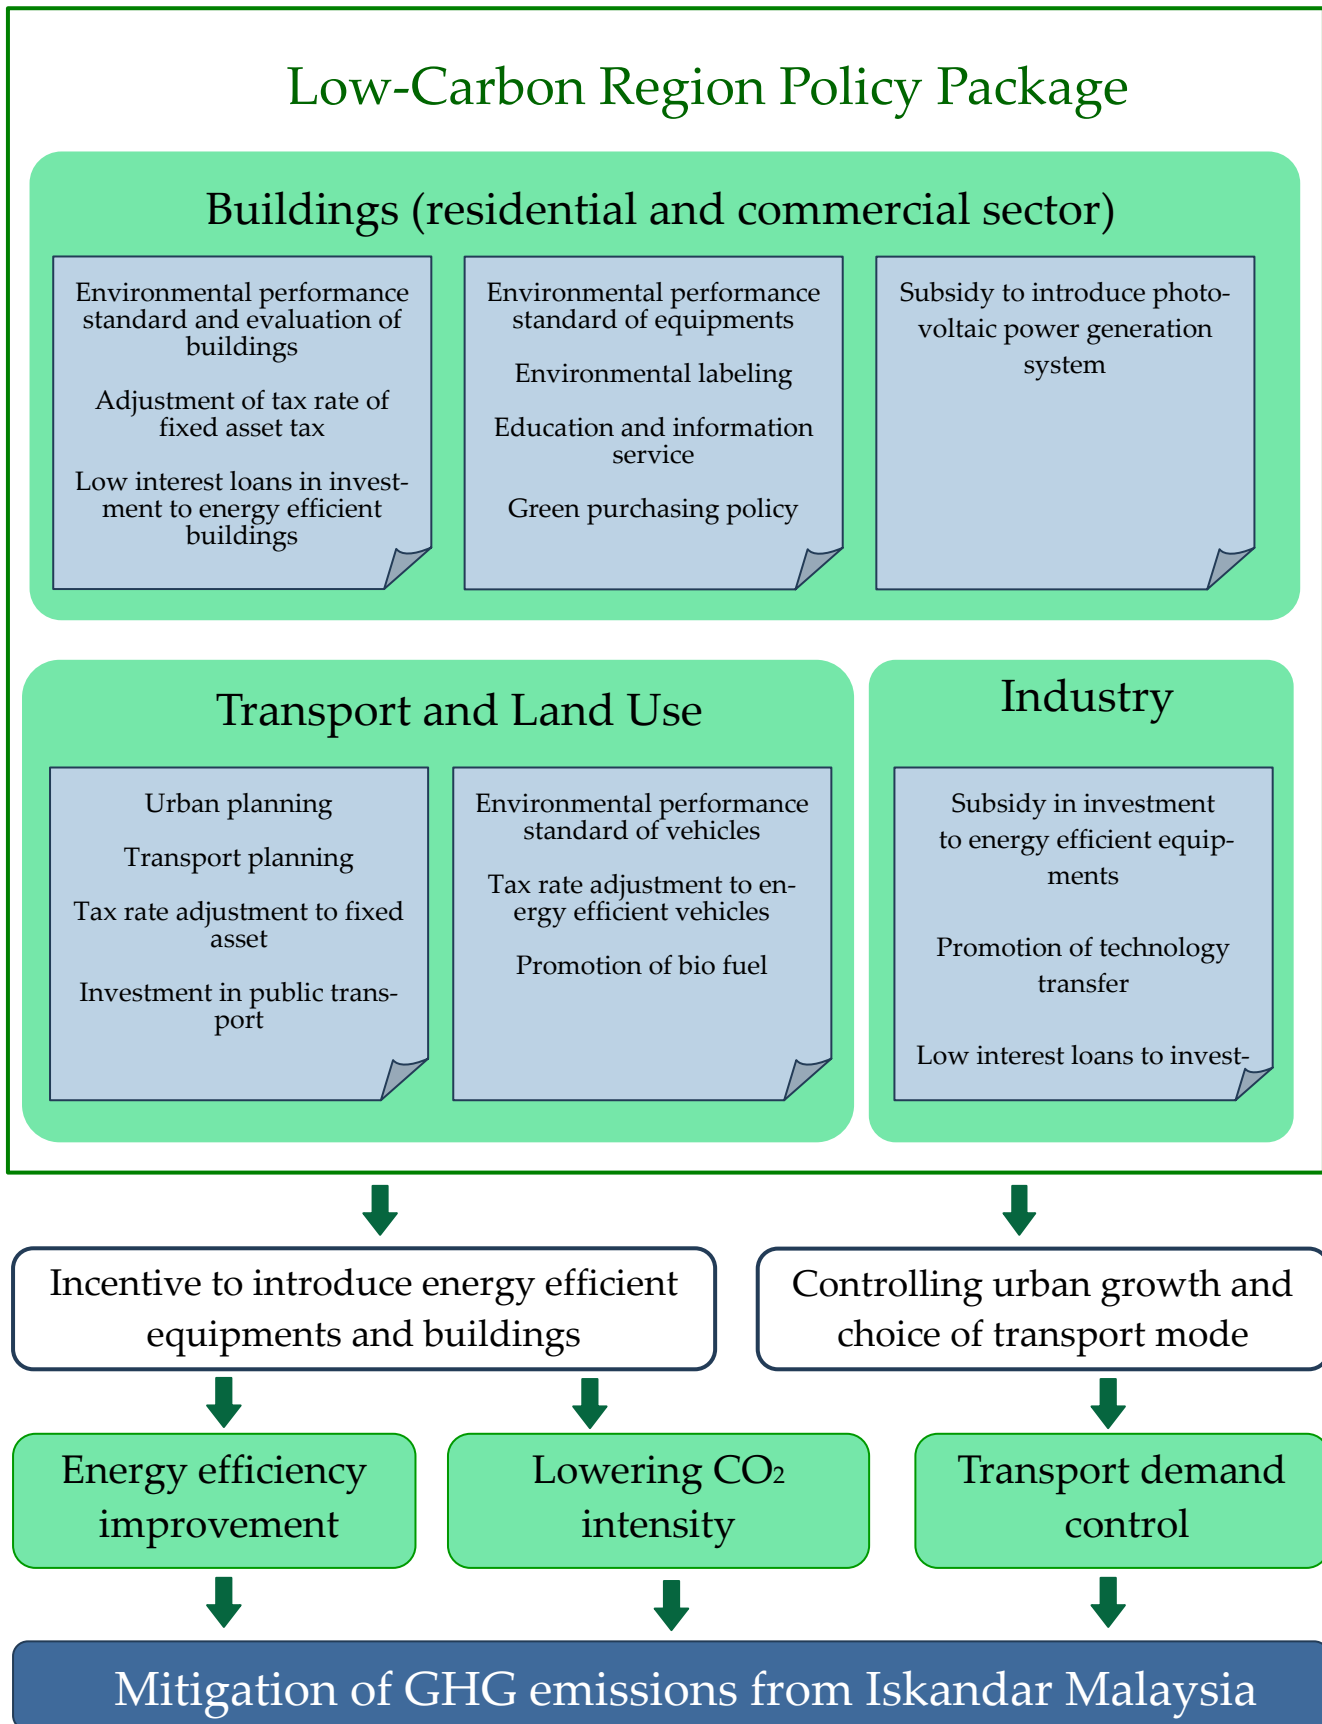 Low-Carbon Region Policy Package
Buildings (residential and commercial sector)
Environmental performance
standard and evaluation of
buildings
Adjustment of tax rate of
fixed asset tax
Low interest loans in invest-
ment to energy efficient
buildings
Environmental performance
standard of equipments
Environmental labeling
Education and information
service
Green purchasing policy
Subsidy to introduce photo-
voltaic power generation
system
Transport and Land Use
Urban planning
Transport planning
Tax rate adjustment to fixed
asset
Investment in public trans-
port
Environmental performance
standard of vehicles
Tax rate adjustment to en-
ergy efficient vehicles
Promotion of bio fuel
Industry
Subsidy in investment
to energy efficient equip-
ments
Promotion of technology
transfer
Low interest loans to invest-
Incentive to introduce energy efficient
equipments and buildings
Controlling urban growth and
choice of transport mode
Energy efficiency
improvement
Lowering CO₂
intensity
Transport demand
control
Mitigation of GHG emissions from Iskandar Malaysia